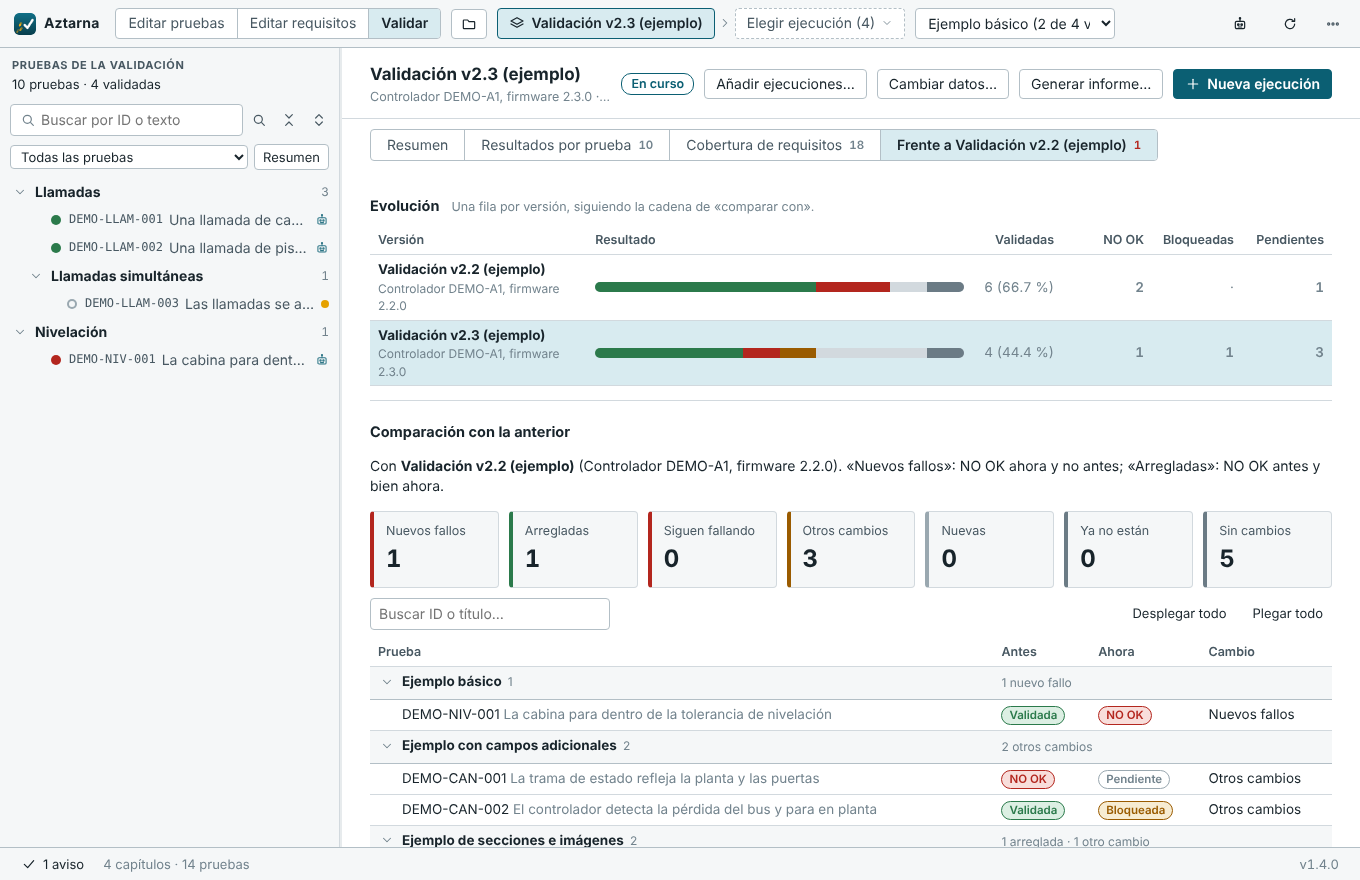 Aztarna
Editar pruebas
Editar requisitos
Validar
Validación v2.3 (ejemplo)
Elegir ejecución (4)
Ejemplo básico (2 de 4 v
PRUEBAS DE LA VALIDACIÓN
10 pruebas · 4 validadas
Buscar por ID o texto
Todas las pruebas
Resumen
Llamadas 3
DEMO-LLAM-001 Una llamada de ca...
DEMO-LLAM-002 Una llamada de pis...
Llamadas simultáneas 1
DEMO-LLAM-003 Las llamadas se a...
Nivelación 1
DEMO-NIV-001 La cabina para dent...
Validación v2.3 (ejemplo)
Controlador DEMO-A1, firmware 2.3.0 ·...
En curso
Añadir ejecuciones...
Cambiar datos...
Generar informe...
Nueva ejecución
Resumen
Resultados por prueba 10
Cobertura de requisitos 18
Frente a Validación v2.2 (ejemplo) 1
Evolución Una fila por versión, siguiendo la cadena de «comparar con».
Versión Resultado Validadas NO OK Bloqueadas Pendientes
Validación v2.2 (ejemplo)
Controlador DEMO-A1, firmware
2.2.0
6 (66.7 %) 2 · 1
Validación v2.3 (ejemplo)
Controlador DEMO-A1, firmware
2.3.0
4 (44.4 %) 1 1 3
Comparación con la anterior
Con Validación v2.2 (ejemplo) (Controlador DEMO-A1, firmware 2.2.0). «Nuevos fallos»: NO OK ahora y no antes; «Arregladas»: NO OK antes y
bien ahora.
Nuevos fallos
1
Arregladas
1
Siguen fallando
0
Otros cambios
3
Nuevas
0
Ya no están
0
Sin cambios
5
Buscar ID o título...
Desplegar todo
Plegar todo
Prueba Antes Ahora Cambio
Ejemplo básico 1 1 nuevo fallo
DEMO-NIV-001 La cabina para dentro de la tolerancia de nivelación Validada NO OK Nuevos fallos
Ejemplo con campos adicionales 2 2 otros cambios
DEMO-CAN-001 La trama de estado refleja la planta y las puertas NO OK Pendiente Otros cambios
DEMO-CAN-002 El controlador detecta la pérdida del bus y para en planta Validada Bloqueada Otros cambios
Ejemplo de secciones e imágenes 2 1 arreglada · 1 otro cambio
1 aviso
4 capítulos · 14 pruebas
v1.4.0